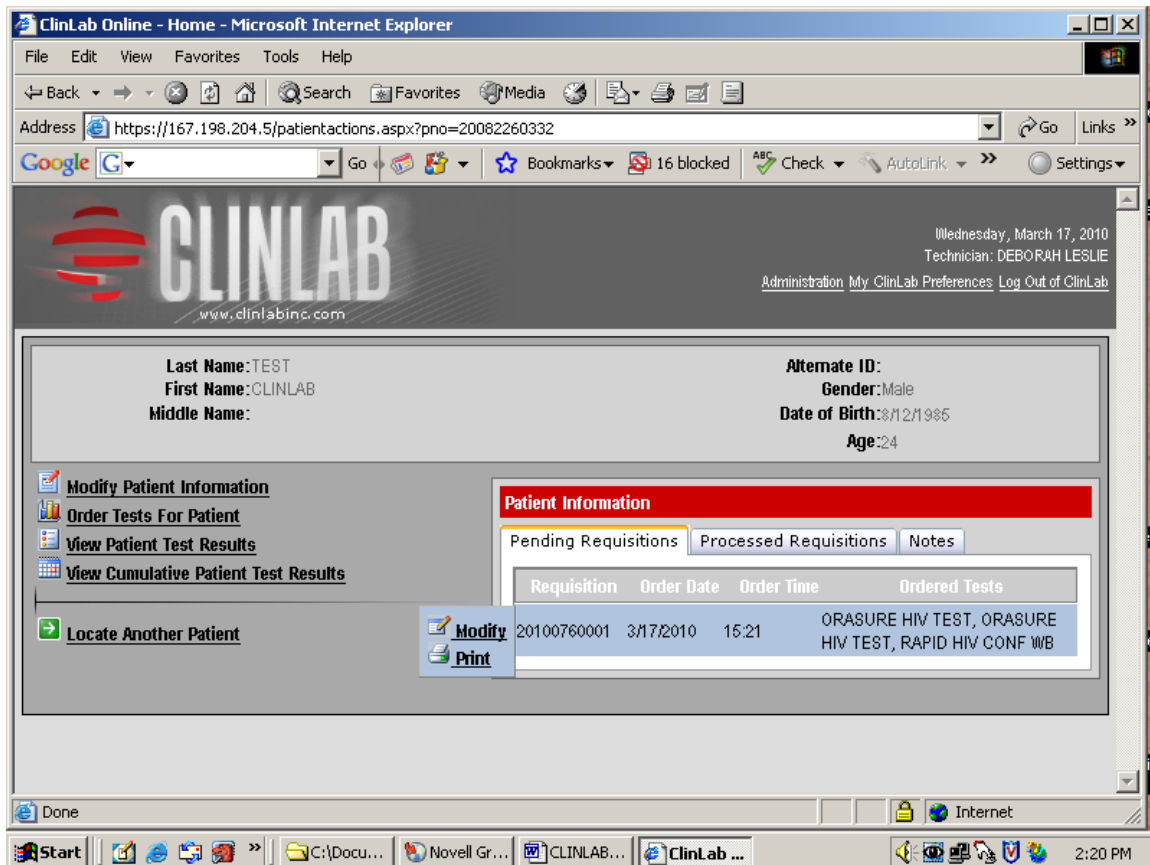 ClinLab Online - Home - Microsoft Internet Explorer
File Edit View Favorites Tools Help
Back Search Favorites Media
Address https://167.198.204.5/patientactions.aspx?pno=20082260332 Go Links »
Google G Go Bookmarks 16 blocked ABC Check AutoLink » Settings
CLINLAB
www.clinlabinc.com
Wednesday, March 17, 2010
Technician: DEBORAH LESLIE
Administration My ClinLab Preferences Log Out of ClinLab
Last Name:TEST
First Name:CLINLAB
Middle Name:
Alternate ID:
Gender:Male
Date of Birth:8/12/1985
Age:24
Modify Patient Information
Order Tests For Patient
View Patient Test Results
View Cumulative Patient Test Results
Locate Another Patient
Patient Information
Pending Requisitions Processed Requisitions Notes
Requisition Order Date Order Time Ordered Tests
Modify
Print
20100760001 3/17/2010 15:21 ORASURE HIV TEST, ORASURE
HIV TEST, RAPID HIV CONF WB
Done Internet
Start » C:\Docu... Novell Gr... CLINLAB... ClinLab ... 2:20 PM